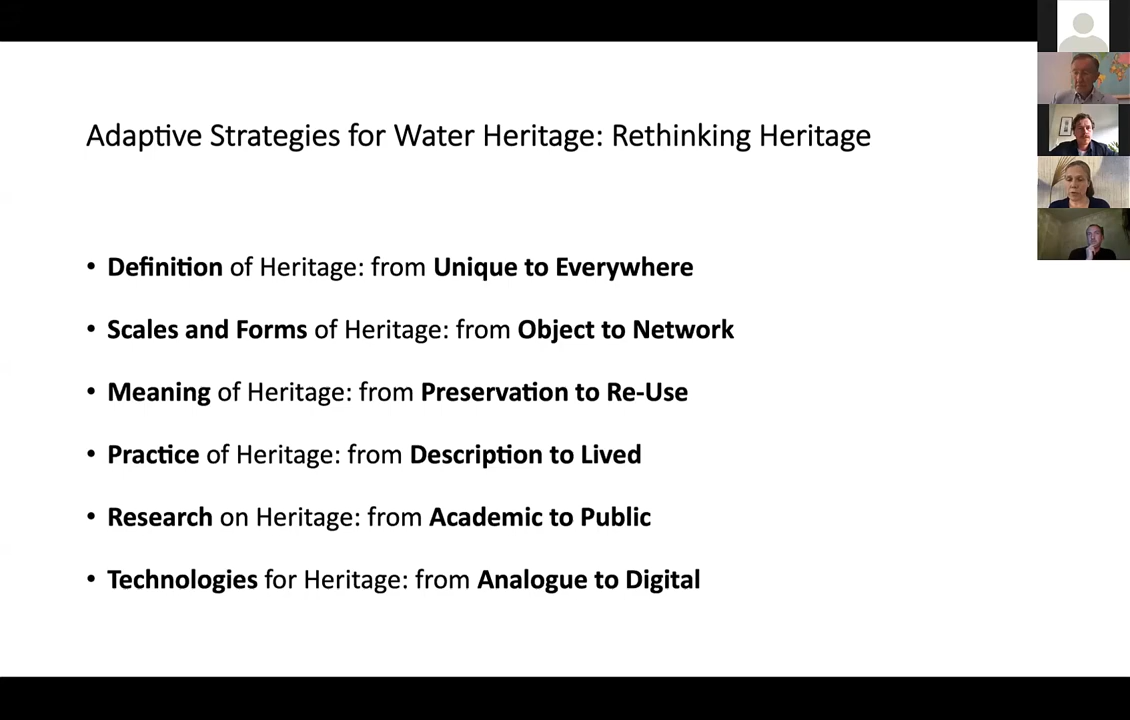 Adaptive Strategies for Water Heritage: Rethinking Heritage
• Definition of Heritage: from Unique to Everywhere
• Scales and Forms of Heritage: from Object to Network
• Meaning of Heritage: from Preservation to Re-Use
• Practice of Heritage: from Description to Lived
• Research on Heritage: from Academic to Public
• Technologies for Heritage: from Analogue to Digital